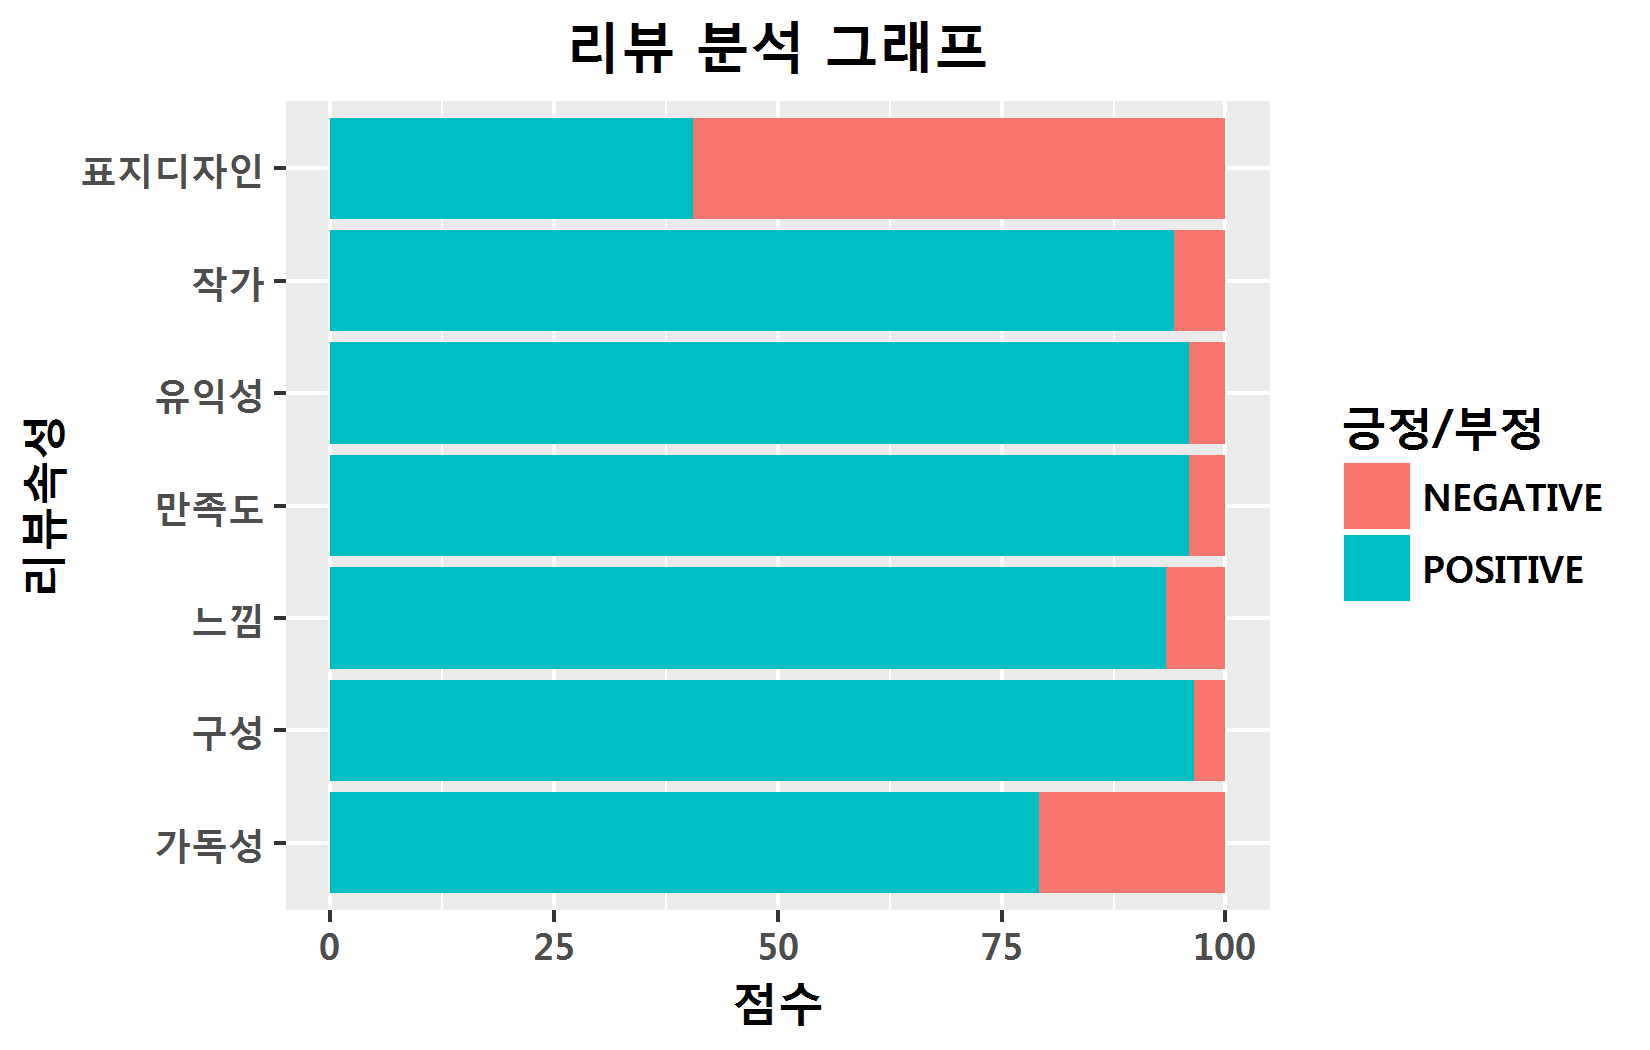 리뷰 분석 그래프
리뷰속성
표지디자인
작가
유익성
만족도
느낌
구성
가독성
0 25 50 75 100
점수
긍정/부정
NEGATIVE
POSITIVE